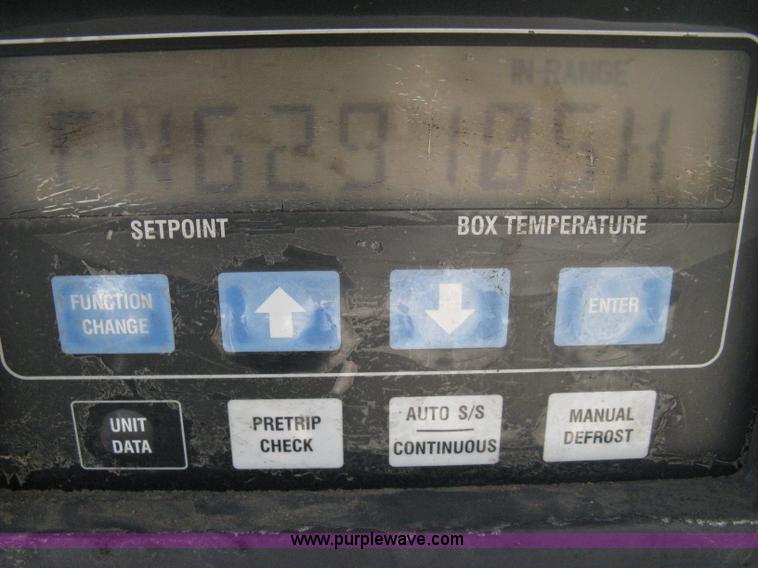 IN-RANGE
ENG29105H
SETPOINT BOX TEMPERATURE
FUNCTION CHANGE
ENTER
UNIT DATA
PRETRIP CHECK
AUTO S/S
CONTINUOUS
MANUAL DEFROST
www.purplewave.com